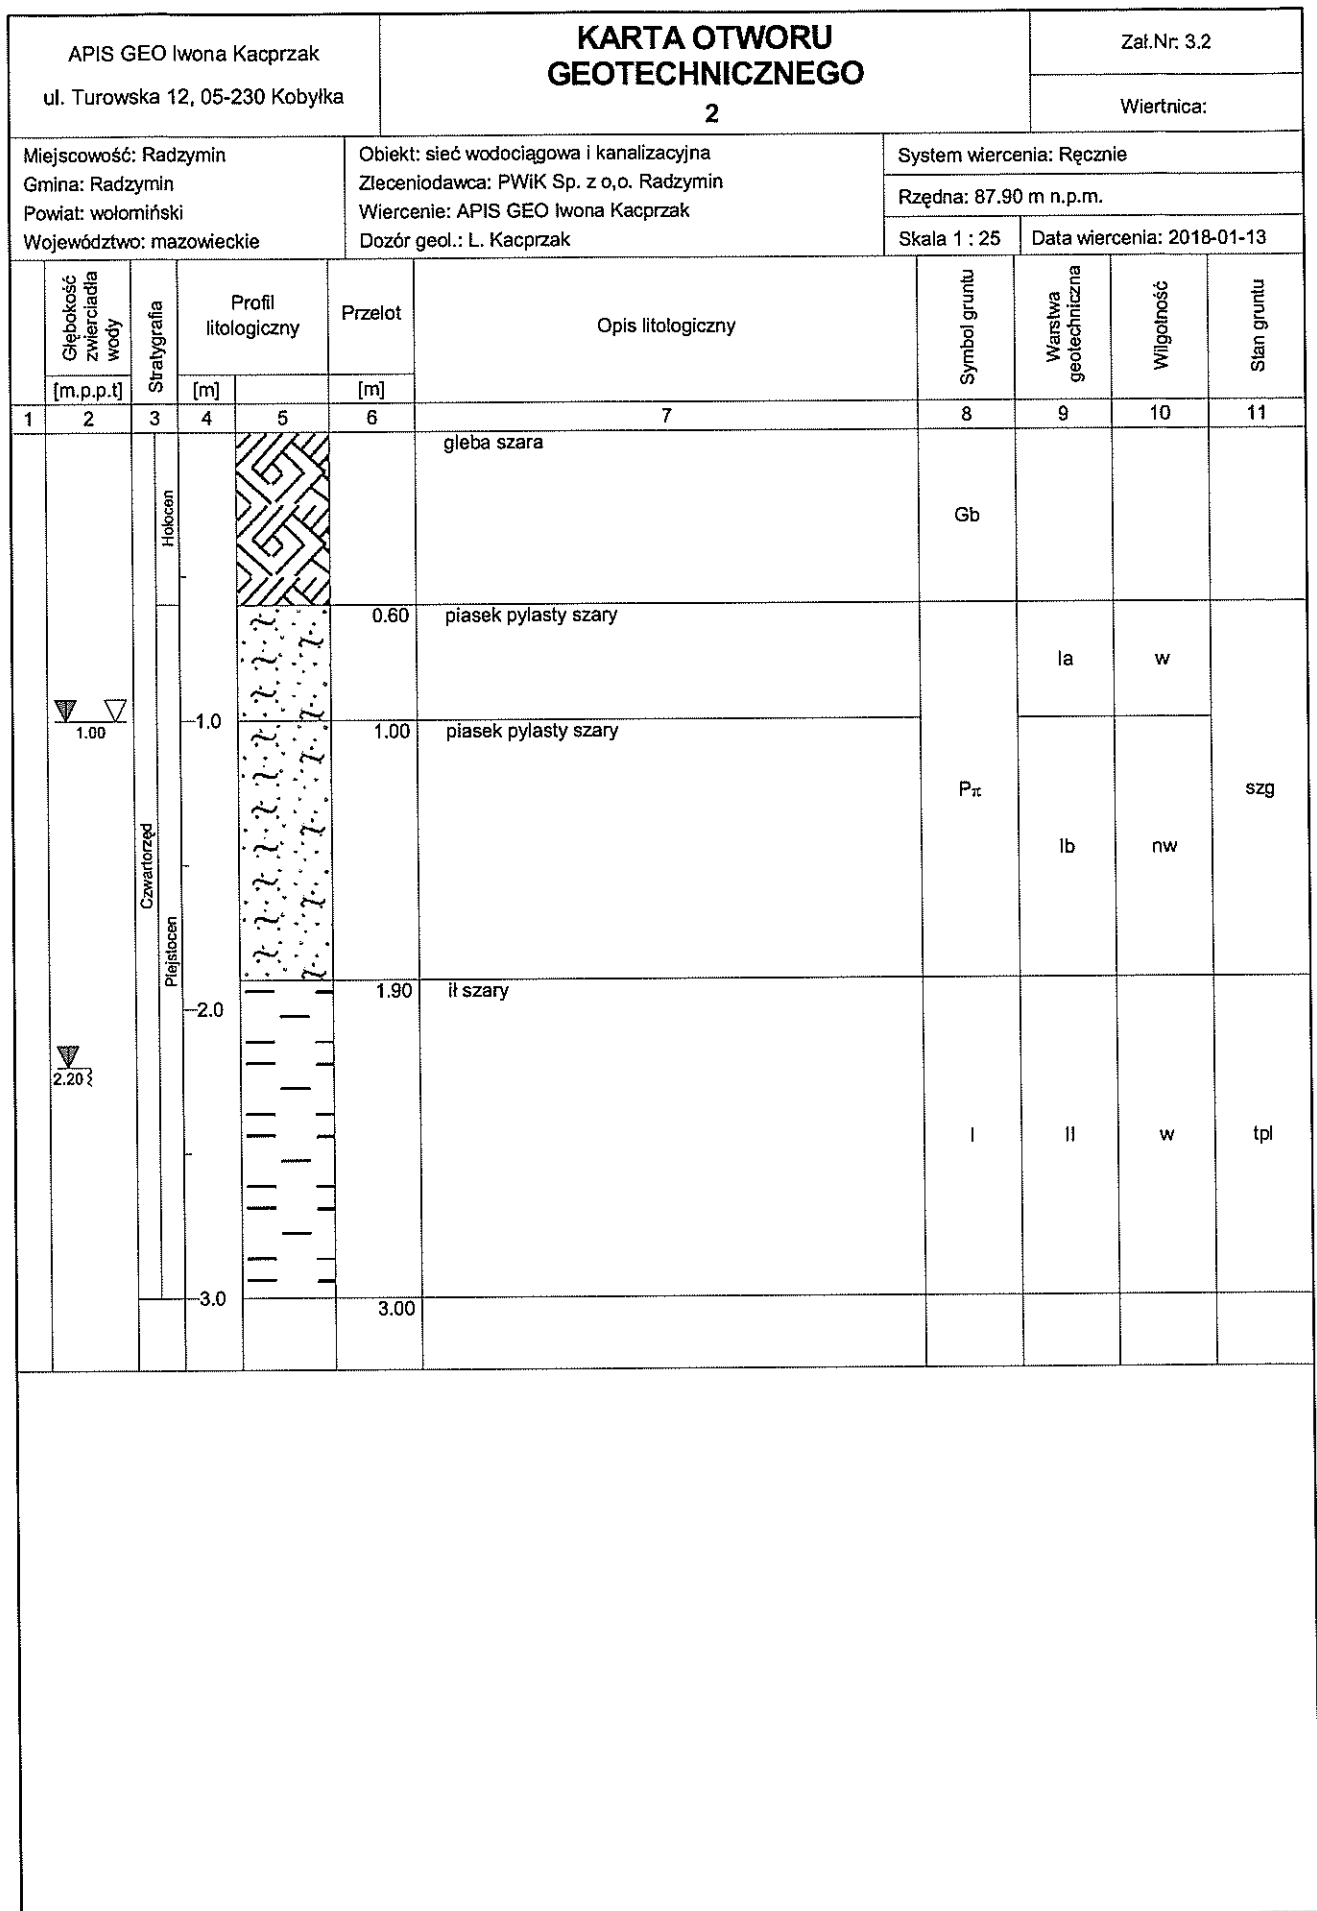 APIS GEO Iwona Kacprzak
ul. Turowska 12, 05-230 Kobyłka
KARTA OTWORU
GEOTECHNICZNEGO
2
Zał.Nr: 3.2
Wiertnica:
Miejscowość: Radzymin
Gmina: Radzymin
Powiat: wołomiński
Województwo: mazowieckie
Obiekt: sieć wodociągowa i kanalizacyjna
Zleceniodawca: PWiK Sp. z o,o. Radzymin
Wiercenie: APIS GEO Iwona Kacprzak
Dozór geol.: L. Kacprzak
System wiercenia: Ręcznie
Rzędna: 87.90 m n.p.m.
Skala 1 : 25
Data wiercenia: 2018-01-13
Głębokość
zwierciadła
wody
[m.p.p.t]
Stratygrafia
Profil
litologiczny
[m]
Przelot
[m]
Opis litologiczny
Symbol gruntu
Warstwa
geotechniczna
Wilgotność
Stan gruntu
1 2 3 4 5 6 7 8 9 10 11
gleba szara
Holocen
Gb
0.60 piasek pylasty szary
Ia w
1.00
1.0
1.00 piasek pylasty szary
Pπ
szg
Ib nw
Czwartorzęd
Plejstocen
1.90 ił szary
2.0
2.20
I II w tpl
3.0
3.00